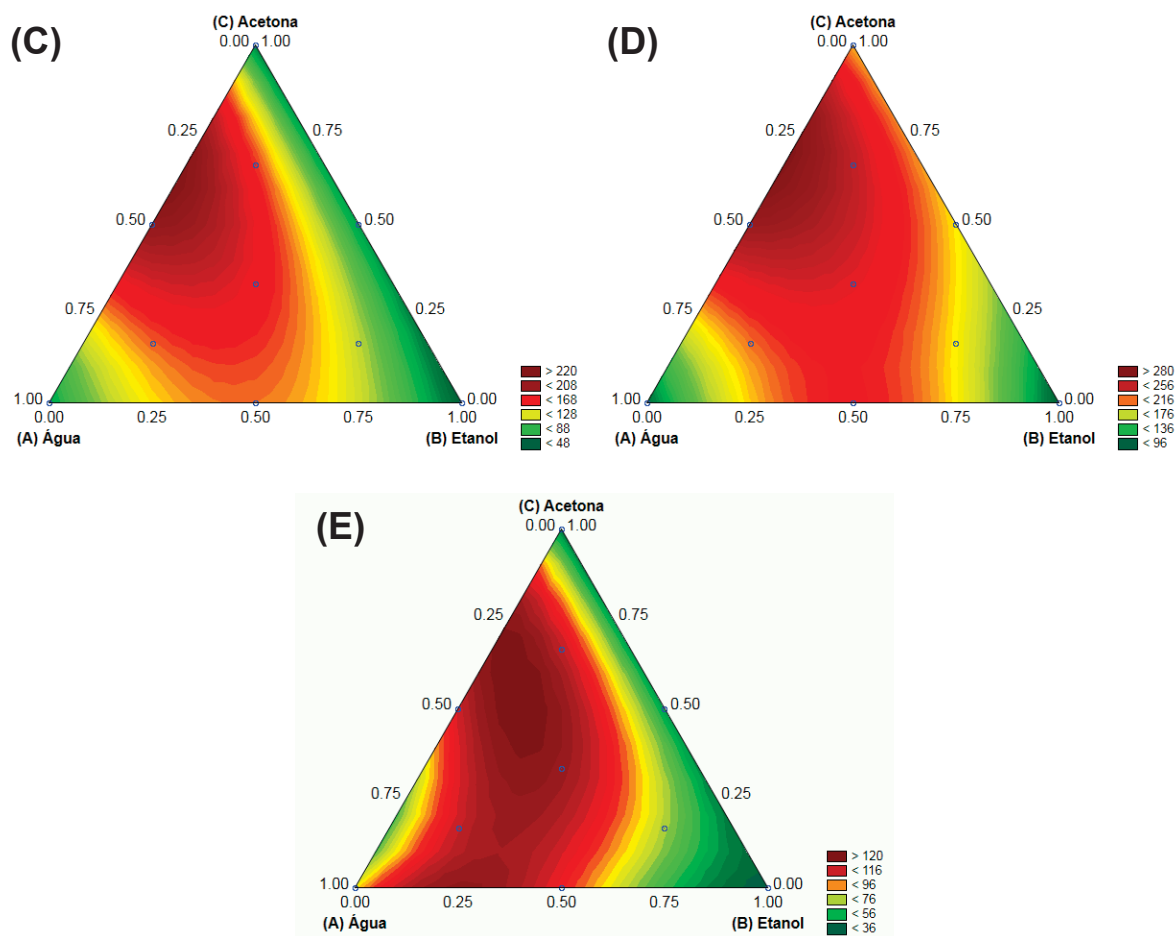 (C)
(C) Acetona
0.00 1.00
0.25 0.75
0.50 0.50
0.75 0.25
1.00 0.00
0.00 0.25 0.50 0.75 1.00
(A) Água (B) Etanol
> 220
< 208
< 168
< 128
< 88
< 48
(D)
(C) Acetona
0.00 1.00
0.25 0.75
0.50 0.50
0.75 0.25
1.00 0.00
0.00 0.25 0.50 0.75 1.00
(A) Água (B) Etanol
> 280
< 256
< 216
< 176
< 136
< 96
(E)
(C) Acetona
0.00 1.00
0.25 0.75
0.50 0.50
0.75 0.25
1.00 0.00
0.00 0.25 0.50 0.75 1.00
(A) Água (B) Etanol
> 120
< 116
< 96
< 76
< 56
< 36